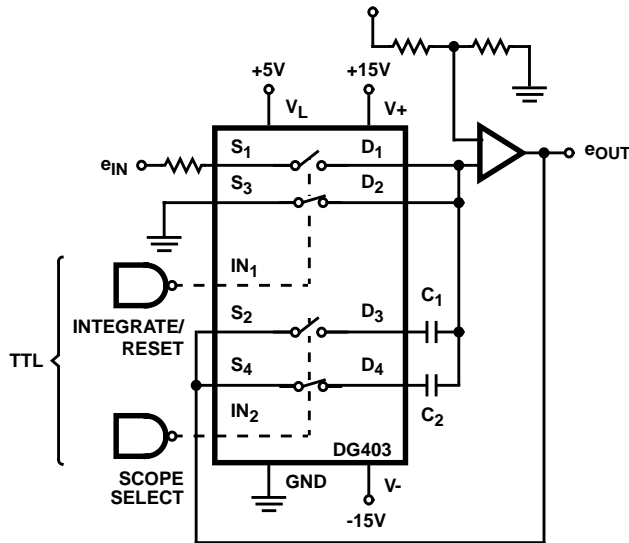 +5V
+15V
VL
V+
eIN
S1
D1
eOUT
S3
D2
IN1
INTEGRATE/
RESET
S2
D3
C1
TTL
S4
D4
IN2
C2
DG403
SCOPE
SELECT
GND
V-
-15V